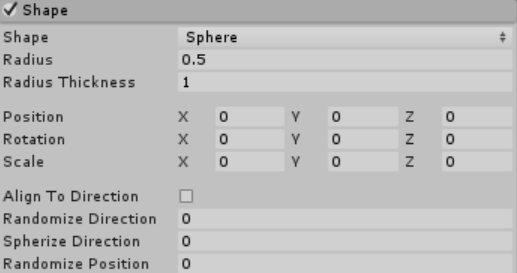 Shape
Shape Sphere
Radius 0.5
Radius Thickness 1
Position X 0 Y 0 Z 0
Rotation X 0 Y 0 Z 0
Scale X 0 Y 0 Z 0
Align To Direction
Randomize Direction 0
Spherize Direction 0
Randomize Position 0